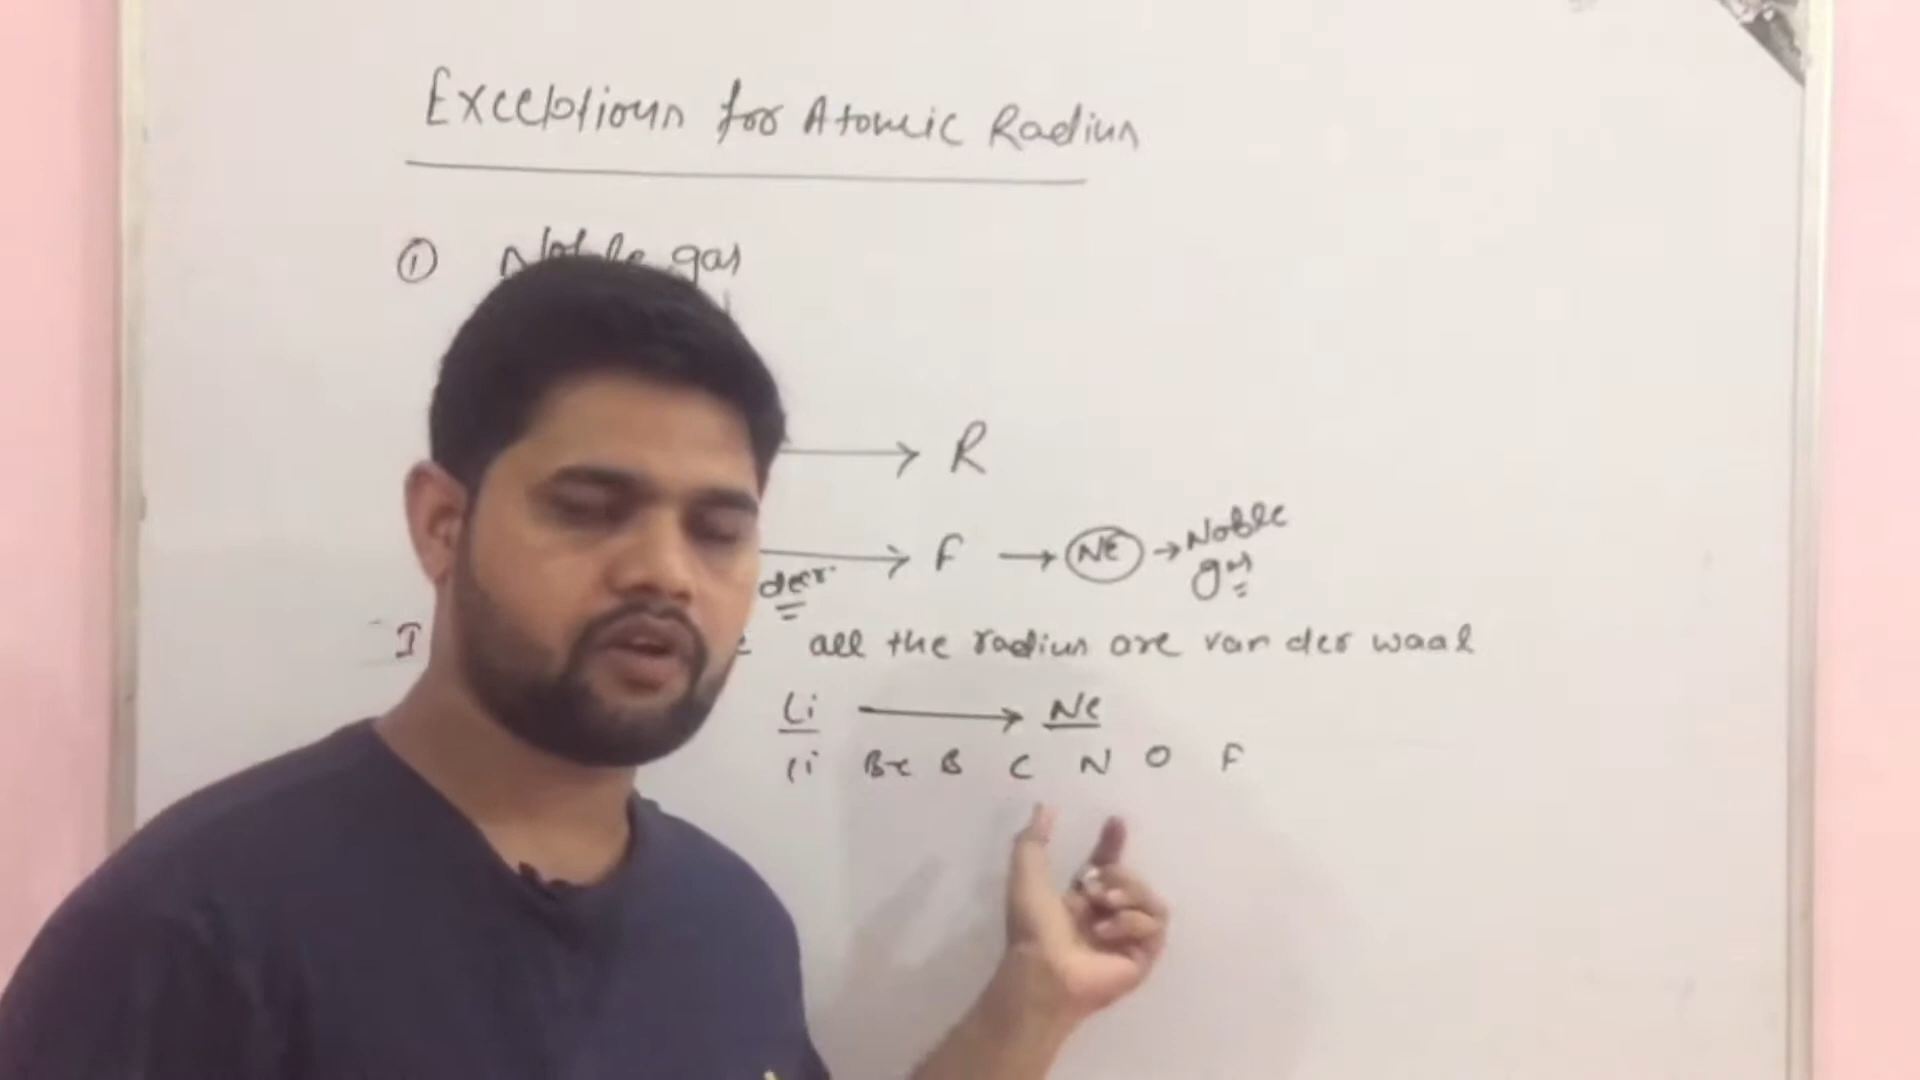 Exceptions for Atomic Radius
① Noble gas
→ R
decr. → F → NE → Noble gas
I all the radius are van der waal
Li → Ne
Li Be B C N O F